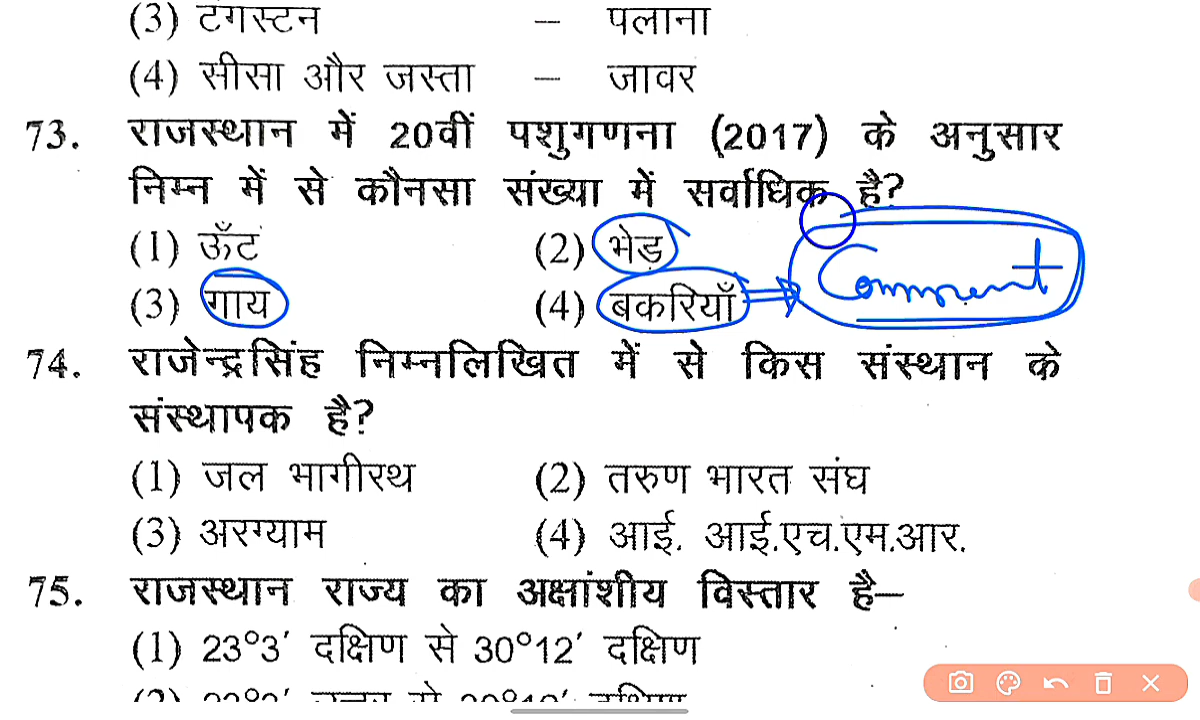 (3) टंगस्टन – पलाना
(4) सीसा और जस्ता – जावर
73. राजस्थान में 20वीं पशुगणना (2017) के अनुसार
निम्न में से कौनसा संख्या में सर्वाधिक है?
(1) ऊँट (2) भेड़
(3) गाय (4) बकरियाँ
Comment
74. राजेन्द्रसिंह निम्नलिखित में से किस संस्थान के
संस्थापक है?
(1) जल भागीरथ (2) तरुण भारत संघ
(3) अरग्याम (4) आई. आई.एच.एम.आर.
75. राजस्थान राज्य का अक्षांशीय विस्तार है–
(1) 23°3' दक्षिण से 30°12' दक्षिण